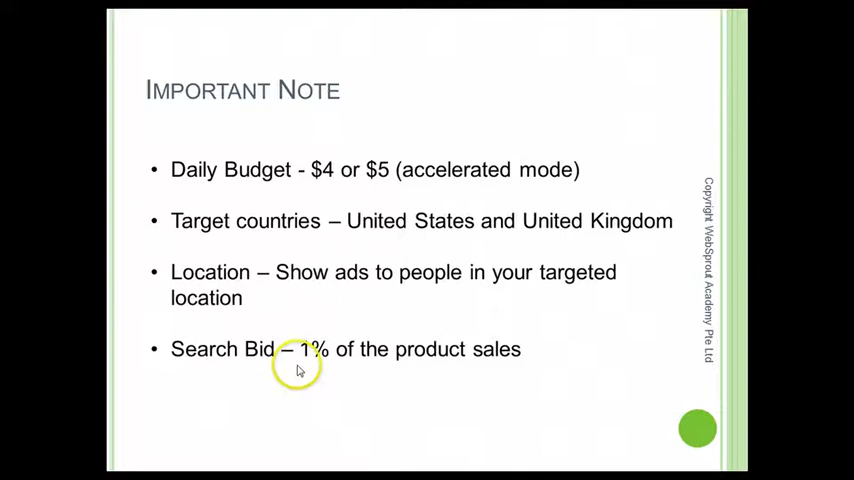 IMPORTANT NOTE
• Daily Budget - $4 or $5 (accelerated mode)
• Target countries – United States and United Kingdom
• Location – Show ads to people in your targeted
location
• Search Bid – 1% of the product sales
Copyright WebSprout Academy Pte Ltd